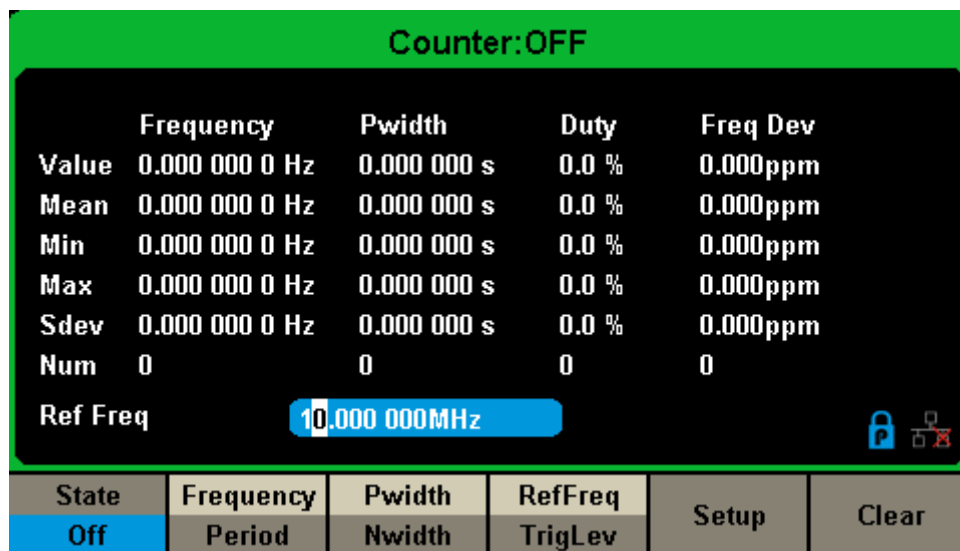 Counter:OFF
Frequency Pwidth Duty Freq Dev
Value 0.000 000 0 Hz 0.000 000 s 0.0 % 0.000ppm
Mean 0.000 000 0 Hz 0.000 000 s 0.0 % 0.000ppm
Min 0.000 000 0 Hz 0.000 000 s 0.0 % 0.000ppm
Max 0.000 000 0 Hz 0.000 000 s 0.0 % 0.000ppm
Sdev 0.000 000 0 Hz 0.000 000 s 0.0 % 0.000ppm
Num 0 0 0 0
Ref Freq 10.000 000MHz
P
State Frequency Pwidth RefFreq Setup Clear
Off Period Nwidth TrigLev